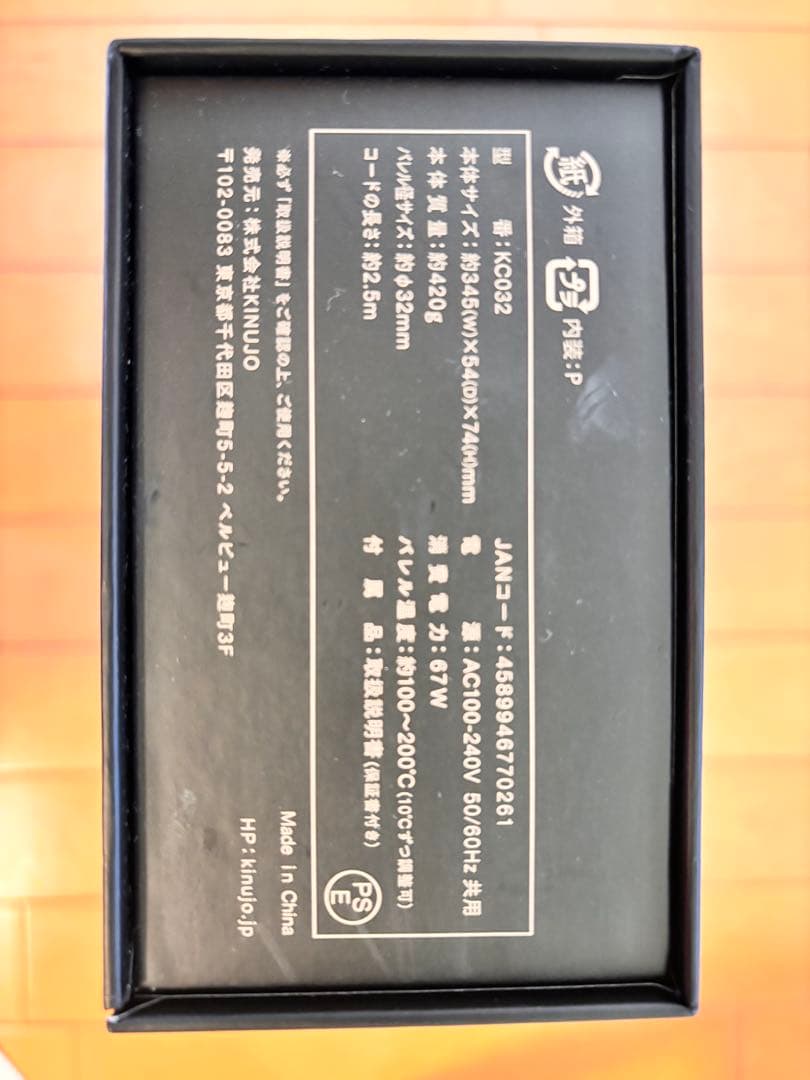 紙 外箱 プラ 内装:P
型番:KC032
本体サイズ:約345(W)×54(D)×74(H)mm
本体質量:約420g
バレル径サイズ:約φ32mm
コードの長さ:約2.5m
JANコード:4589946770261
電源:AC100-240V 50/60Hz 共用
消費電力:67W
バレル温度:約100~200℃(10℃ずつ調整可)
付属品:取扱説明書(保証書付き)
PS
E
※必ず「取扱説明書」をご確認の上、ご使用ください。
発売元:株式会社KINUJO
〒102-0083 東京都千代田区麹町5-5-2 ベルビュー麹町3F
Made in China
HP:kinujo.jp